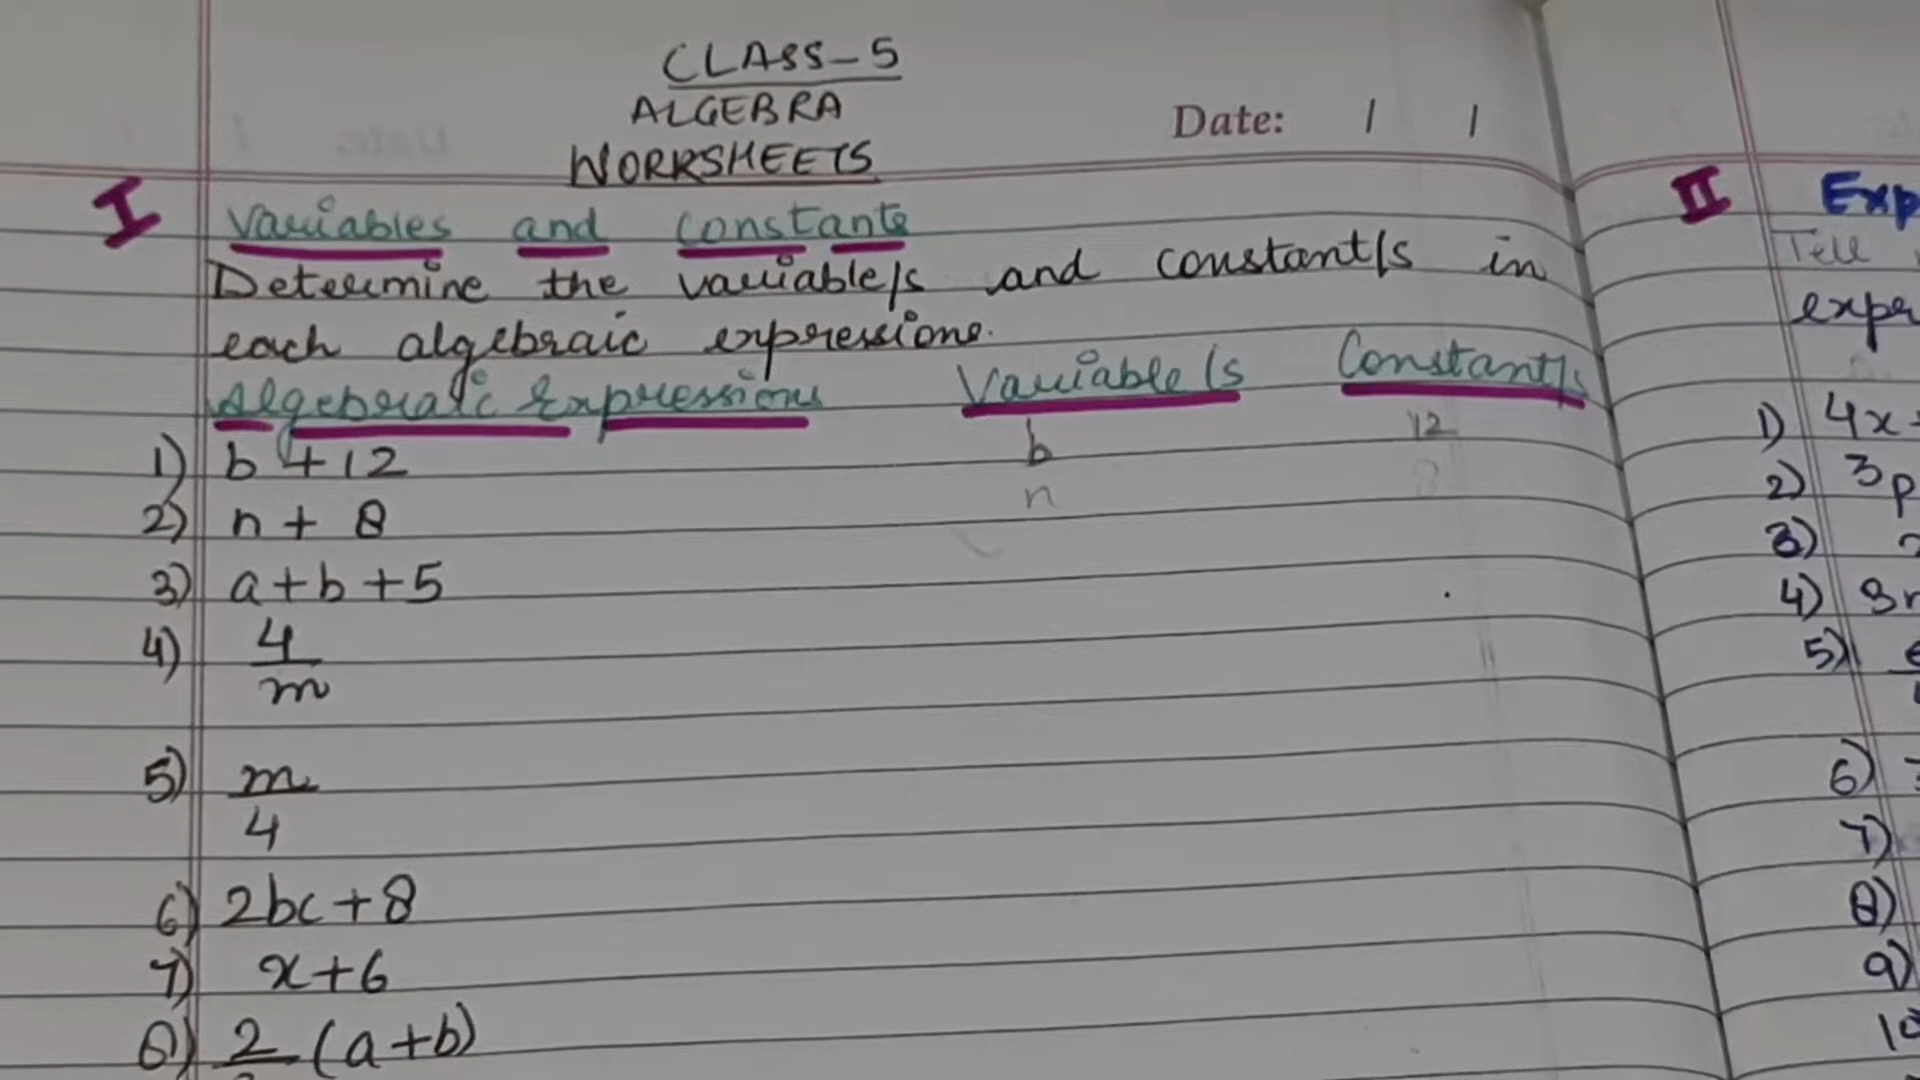 CLASS-5
ALGEBRA
WORKSHEETS
Date: / /
I Variables and Constants
Determine the variable/s and constant/s in
each algebraic expressions.
Algebraic Expressions Variable(s Constant/s
1) b + 12 b 12
2) n + 8 n 8
3) a + b + 5
4) 4
m
5) m
4
6) 2bc + 8
7) x + 6
8) 2 (a+b)
II Exp
Tell
expr
1) 4x
2) 3p
3)
4)
5)
6)
7)
8)
9)
10